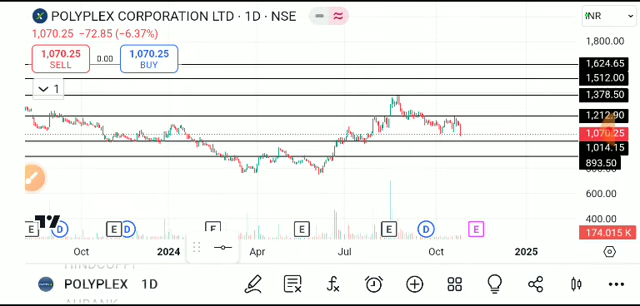 POLYPLEX CORPORATION LTD · 1D · NSE
INR
1,070.25 −72.85 (−6.37%)
1,070.25
SELL
0.00
1,070.25
BUY
1
1,800.00
1,624.65
1,512.00
1,378.50
1,212.90
1,070.25
1,014.15
893.50
600.00
400.00
174.015 K
E D E D E E E D E
Oct 2024 Apr Jul Oct 2025
POLYPLEX 1D